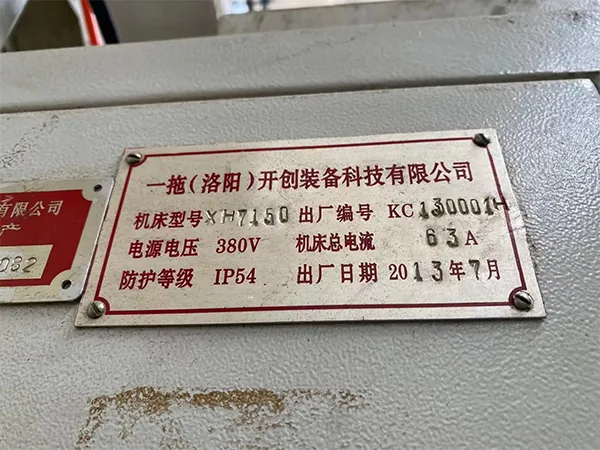 一拖(洛阳)开创装备科技有限公司
机床型号 XH7150 出厂编号 KC130001H
电源电压 380V 机床总电流 63A
防护等级 IP54 出厂日期 2013年7月
有限公司
产
082